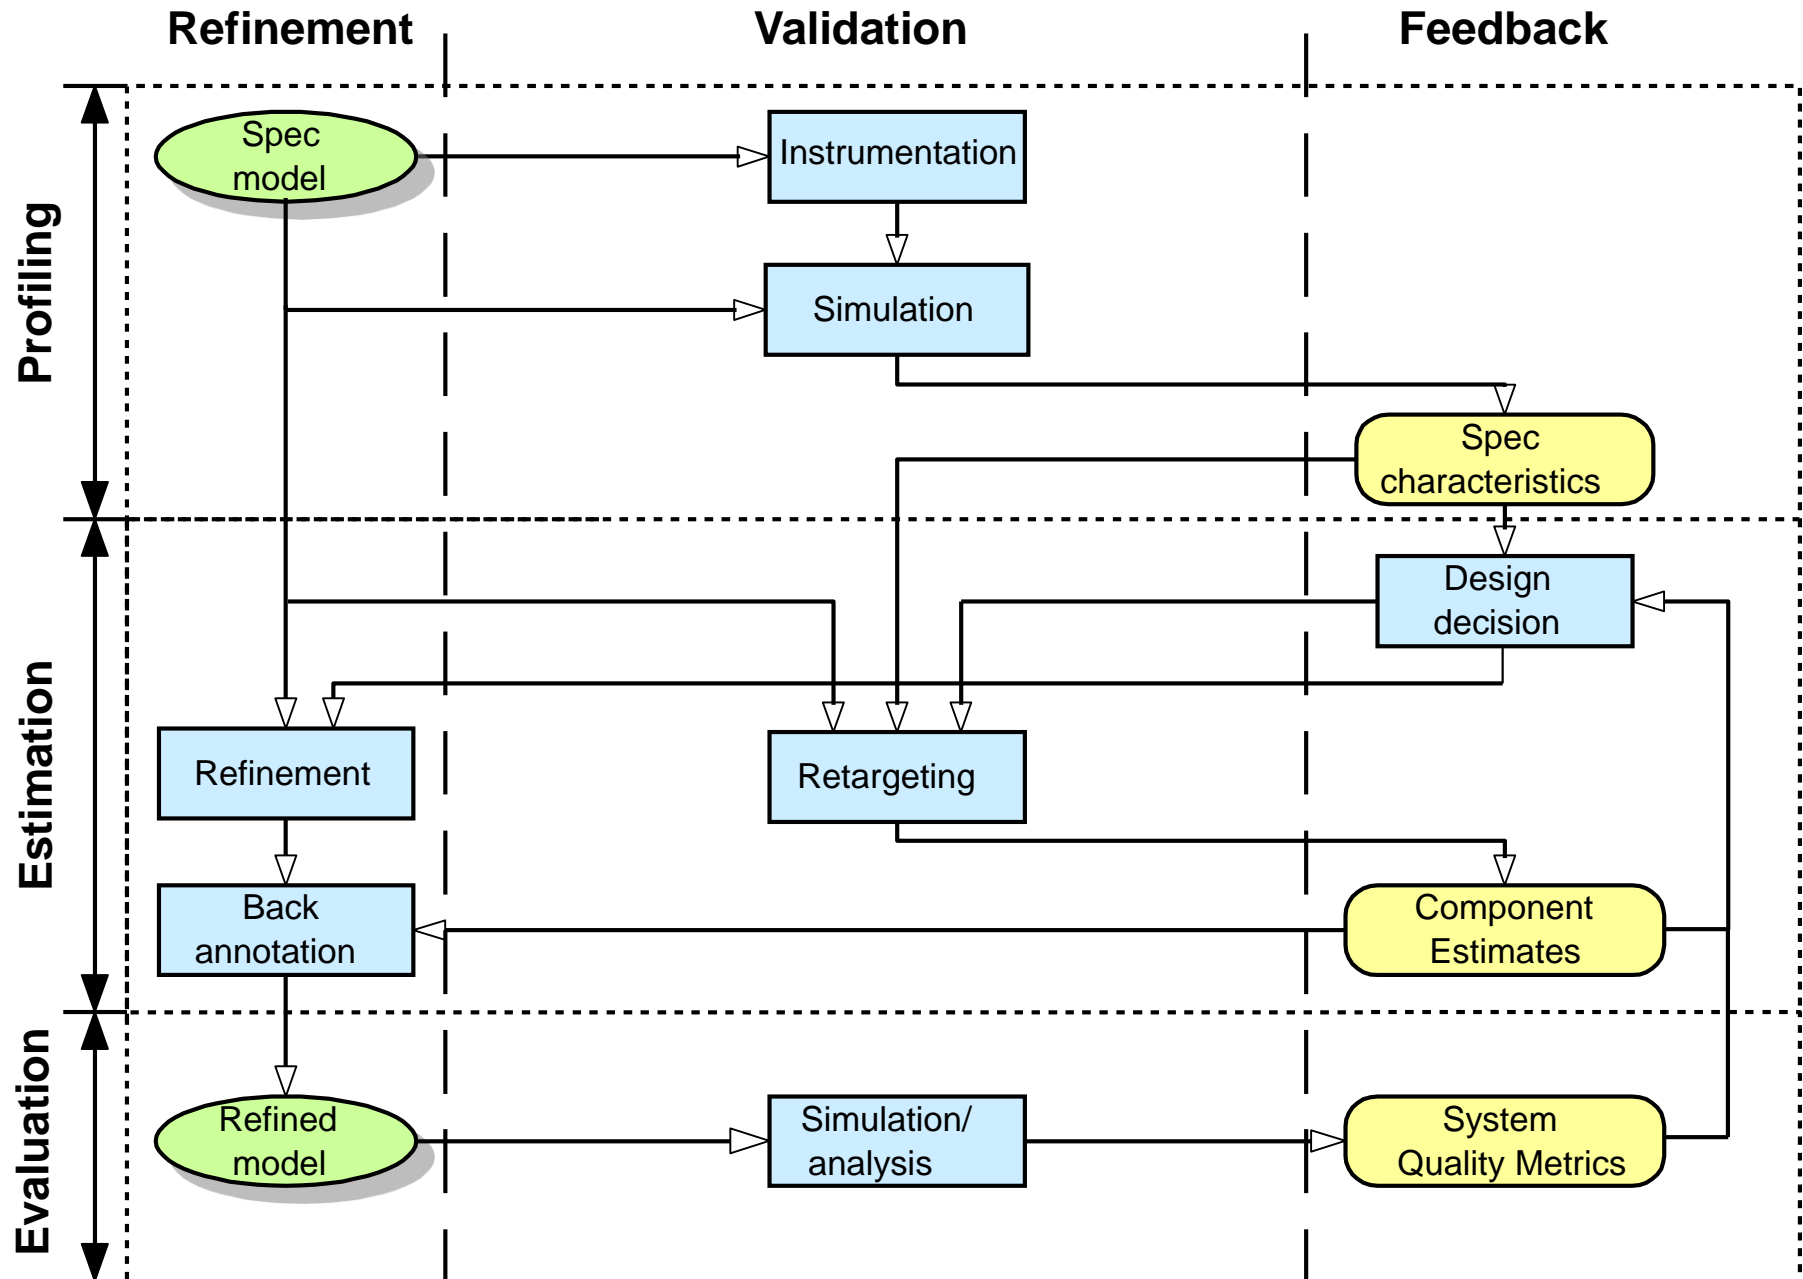 Refinement
Validation
Feedback
Profiling
Spec
model
Instrumentation
Simulation
Spec
characteristics
Estimation
Design
decision
Refinement
Retargeting
Back
annotation
Component
Estimates
Evaluation
Refined
model
Simulation/
analysis
System
Quality Metrics